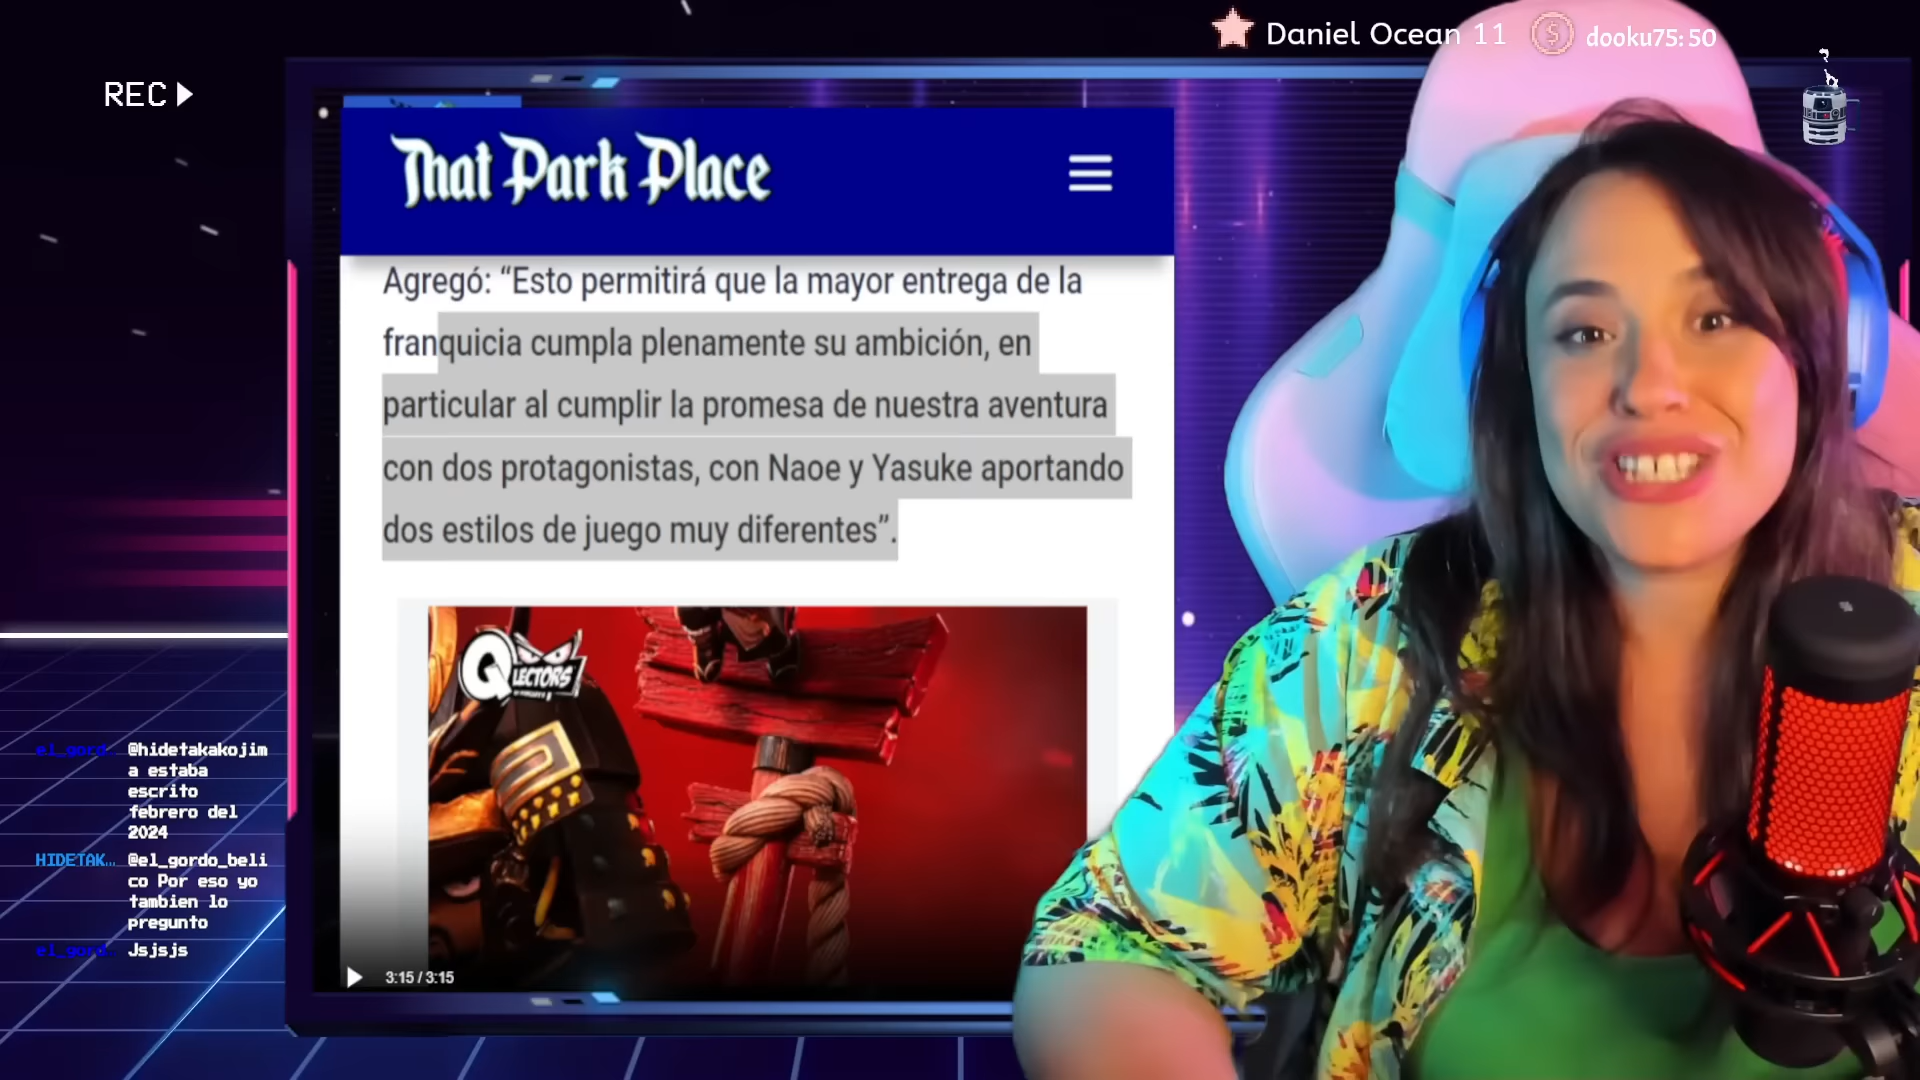 Daniel Ocean 11
dooku75: 50
REC
That Park Place
Agregó: “Esto permitirá que la mayor entrega de la
franquicia cumpla plenamente su ambición, en
particular al cumplir la promesa de nuestra aventura
con dos protagonistas, con Naoe y Yasuke aportando
dos estilos de juego muy diferentes”.
QLECTORS
3:15 / 3:15
el_gord.. @hidetakakojim
a estaba
escrito
febrero del
2024
HIDETAK... @el_gordo_beli
co Por eso yo
tambien lo
pregunto
el_gord.. Jsjsjs